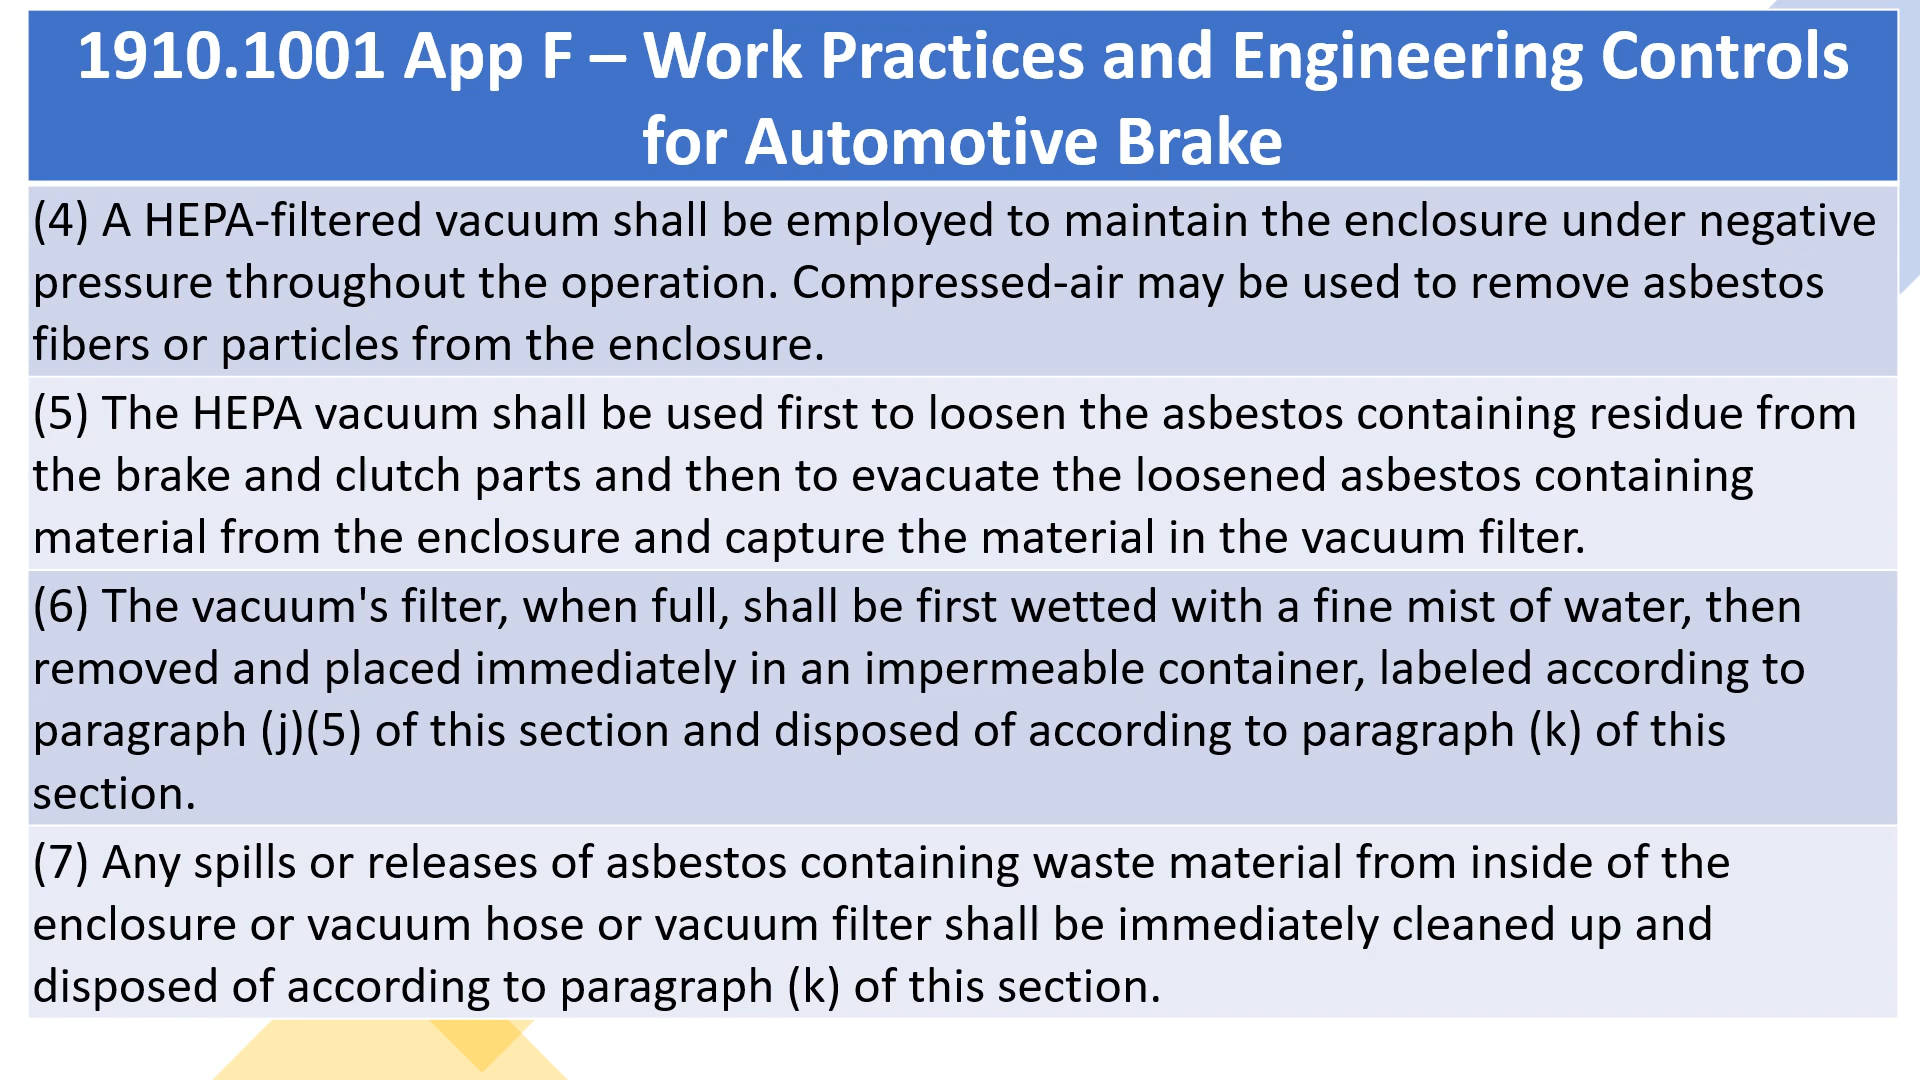 1910.1001 App F – Work Practices and Engineering Controls
for Automotive Brake
(4) A HEPA-filtered vacuum shall be employed to maintain the enclosure under negative
pressure throughout the operation. Compressed-air may be used to remove asbestos
fibers or particles from the enclosure.
(5) The HEPA vacuum shall be used first to loosen the asbestos containing residue from
the brake and clutch parts and then to evacuate the loosened asbestos containing
material from the enclosure and capture the material in the vacuum filter.
(6) The vacuum's filter, when full, shall be first wetted with a fine mist of water, then
removed and placed immediately in an impermeable container, labeled according to
paragraph (j)(5) of this section and disposed of according to paragraph (k) of this
section.
(7) Any spills or releases of asbestos containing waste material from inside of the
enclosure or vacuum hose or vacuum filter shall be immediately cleaned up and
disposed of according to paragraph (k) of this section.